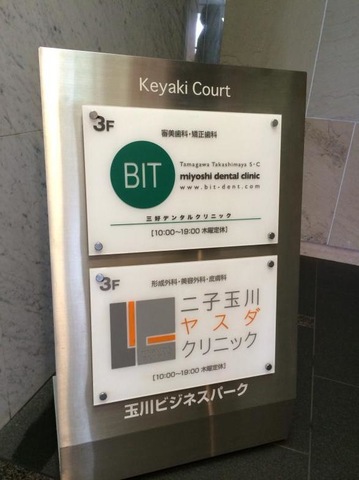 Keyaki Court
3F
審美歯科・矯正歯科
BIT
Tamagawa Takashimaya S・C
miyoshi dental clinic
www.bit-dent.com
三好デンタルクリニック
[10:00~19:00 木曜定休]
3F
形成外科・美容外科・皮膚科
二子玉川
ヤスダ
クリニック
[10:00~19:00 木曜定休]
玉川ビジネスパーク